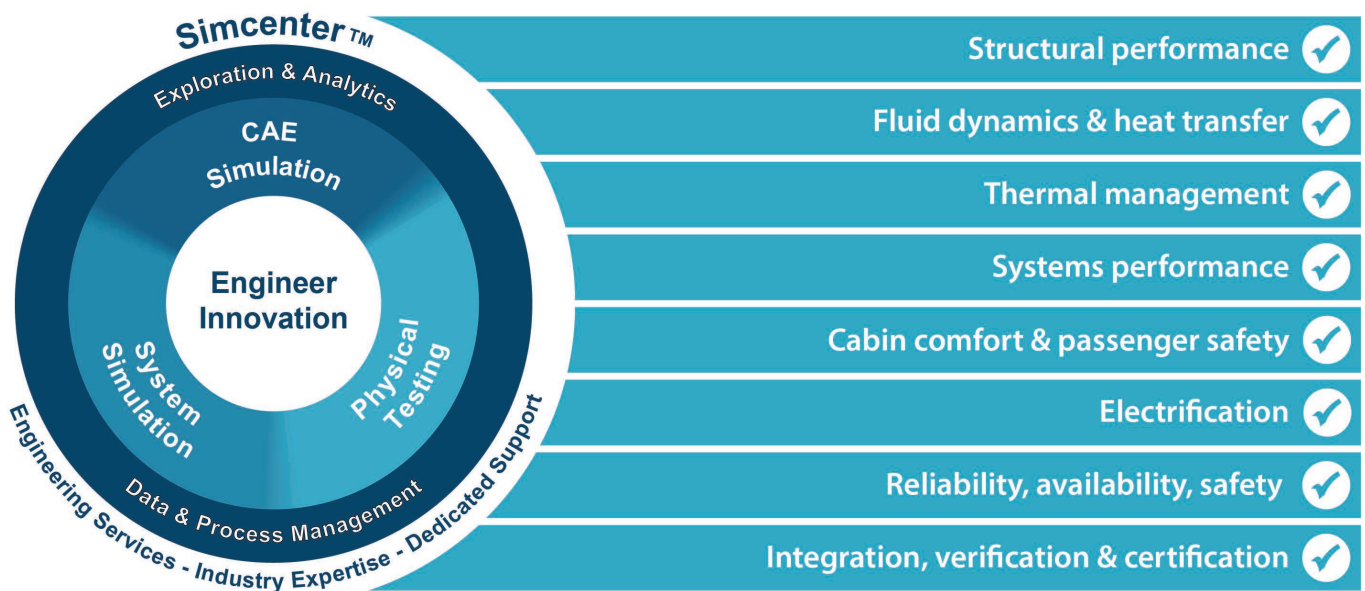 Simcenter™
Exploration & Analytics
CAE
Simulation
Engineer
Innovation
System
Simulation
Physical
Testing
Data & Process Management
Engineering Services - Industry Expertise - Dedicated Support
Structural performance
Fluid dynamics & heat transfer
Thermal management
Systems performance
Cabin comfort & passenger safety
Electrification
Reliability, availability, safety
Integration, verification & certification